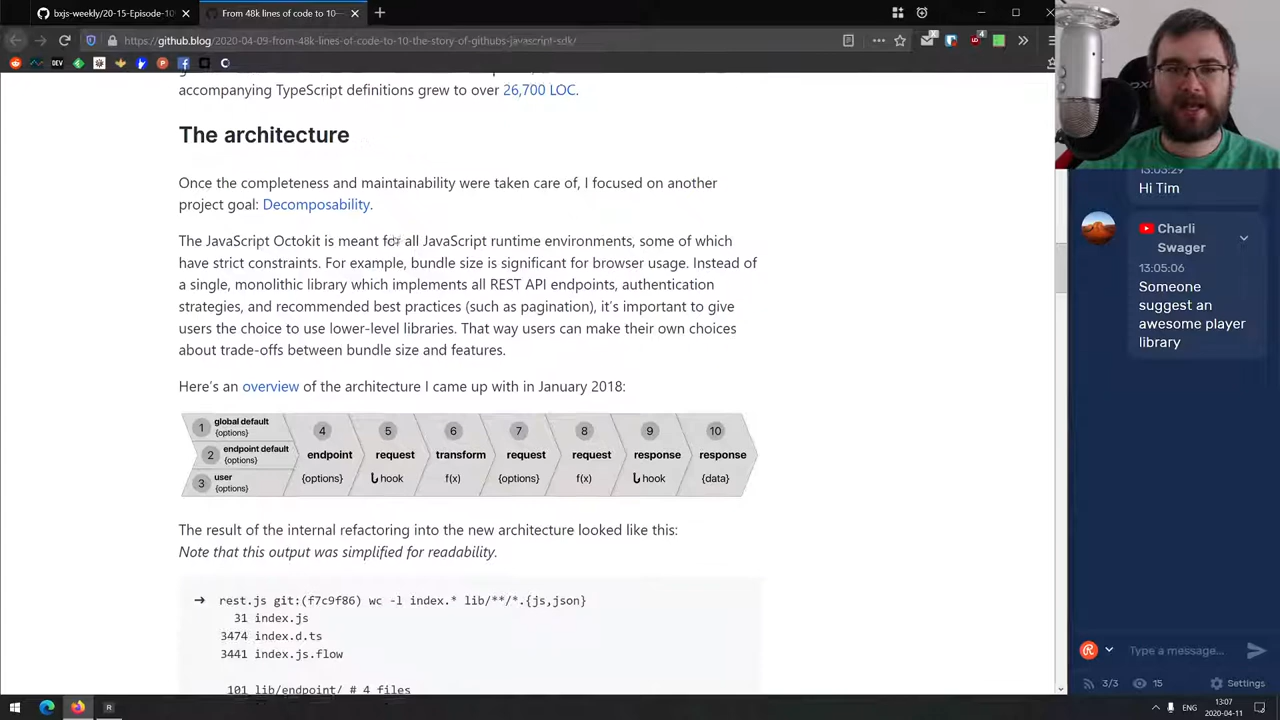 bxjs-weekly/20-15-Episode-10
From 48k lines of code to 10—
https://github.blog/2020-04-09-from-48k-lines-of-code-to-10-the-story-of-githubs-javascript-sdk/
DEV
accompanying TypeScript definitions grew to over 26,700 LOC.
The architecture
Once the completeness and maintainability were taken care of, I focused on another
project goal: Decomposability.
The JavaScript Octokit is meant for all JavaScript runtime environments, some of which
have strict constraints. For example, bundle size is significant for browser usage. Instead of
a single, monolithic library which implements all REST API endpoints, authentication
strategies, and recommended best practices (such as pagination), it's important to give
users the choice to use lower-level libraries. That way users can make their own choices
about trade-offs between bundle size and features.
Here's an overview of the architecture I came up with in January 2018:
1 global default
{options}
2 endpoint default
{options}
3 user
{options}
4 5 6 7 8 9 10
endpoint request transform request request response response
{options} hook f(x) {options} f(x) hook {data}
The result of the internal refactoring into the new architecture looked like this:
Note that this output was simplified for readability.
➜ rest.js git:(f7c9f86) wc -l index.* lib/**/*.{js,json}
31 index.js
3474 index.d.ts
3441 index.js.flow
101 lib/endpoint/ # 4 files
13:03:29
Hi Tim
Charli
Swager
13:05:06
Someone
suggest an
awesome player
library
Type a message...
3/3 15 Settings
ENG
13:07
2020-04-11